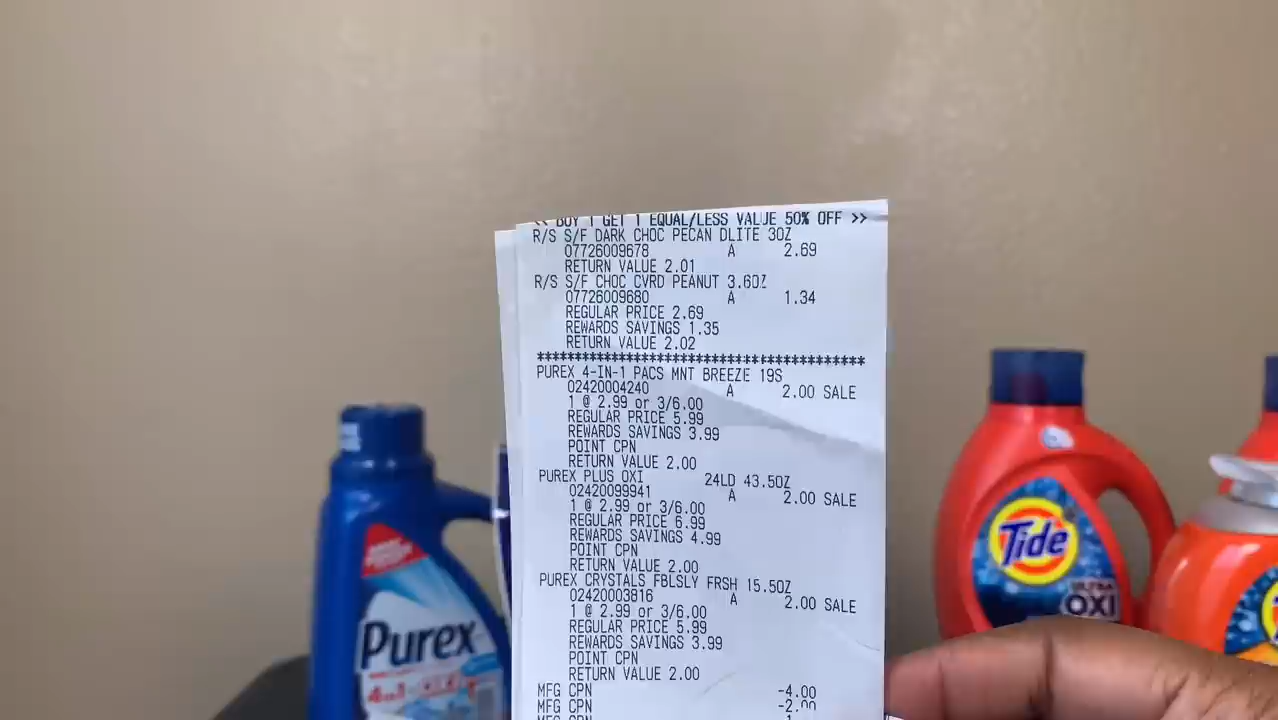 << BUY 1 GET 1 EQUAL/LESS VALUE 50% OFF >>
R/S S/F DARK CHOC PECAN DLITE 3OZ
07726009678 A 2.69
RETURN VALUE 2.01
R/S S/F CHOC CVRD PEANUT 3.6OZ
07726009680 A 1.34
REGULAR PRICE 2.69
REWARDS SAVINGS 1.35
RETURN VALUE 2.02
****************************************
PUREX 4-IN-1 PACS MNT BREEZE 19S
02420004240 A 2.00 SALE
1 @ 2.99 or 3/6.00
REGULAR PRICE 5.99
REWARDS SAVINGS 3.99
POINT CPN
RETURN VALUE 2.00
PUREX PLUS OXI 24LD 43.5OZ
02420099941 A 2.00 SALE
1 @ 2.99 or 3/6.00
REGULAR PRICE 6.99
REWARDS SAVINGS 4.99
POINT CPN
RETURN VALUE 2.00
PUREX CRYSTALS FBLSLY FRSH 15.5OZ
02420003816 A 2.00 SALE
1 @ 2.99 or 3/6.00
REGULAR PRICE 5.99
REWARDS SAVINGS 3.99
POINT CPN
RETURN VALUE 2.00
MFG CPN -4.00
MFG CPN -2.00
MFG CPN
Purex
4in1
Tide
ULTRA
OXI